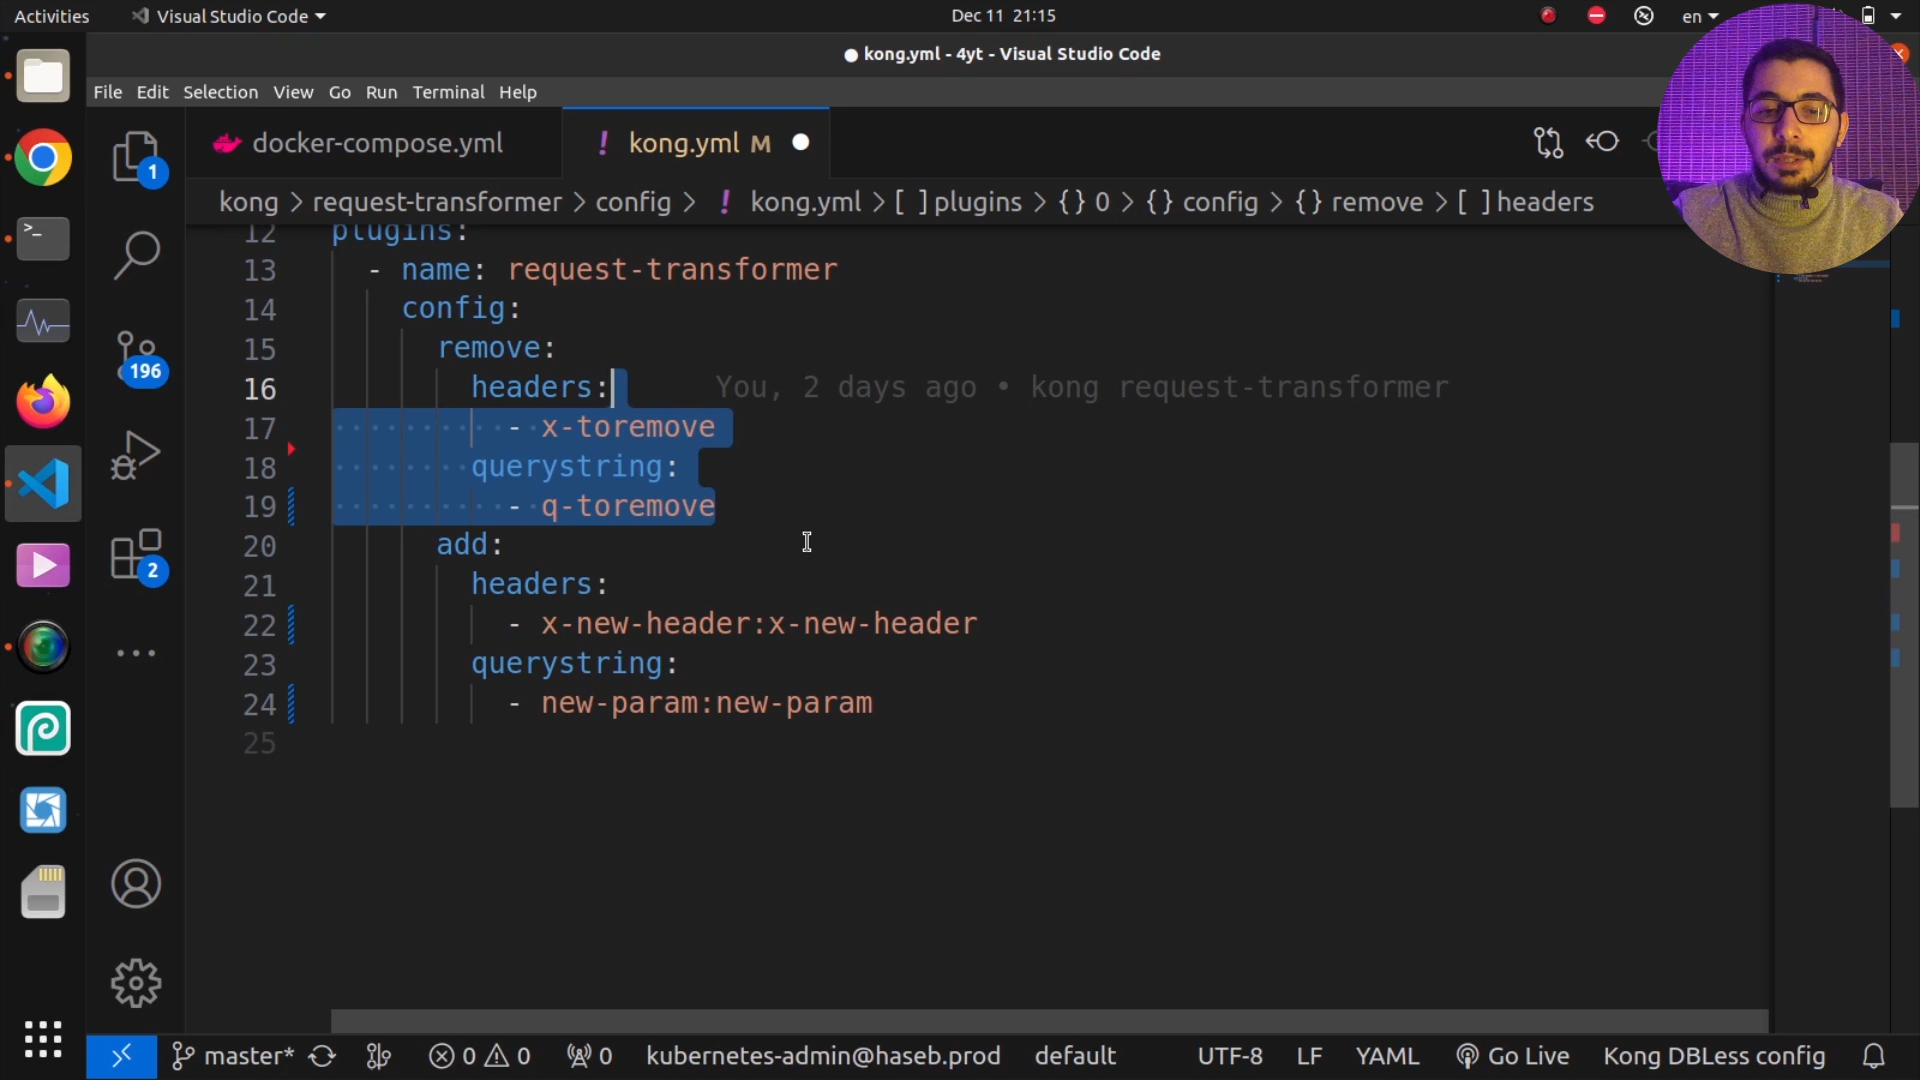 Activities
Visual Studio Code
Dec 11 21:15
en
kong.yml - 4yt - Visual Studio Code
File Edit Selection View Go Run Terminal Help
docker-compose.yml
! kong.yml M
kong > request-transformer > config > ! kong.yml > [ ] plugins > {} 0 > {} config > {} remove > [ ] headers
12 plugins:
13 - name: request-transformer
14 config:
15 remove:
16 headers: You, 2 days ago • kong request-transformer
17 - x-toremove
18 querystring:
19 - q-toremove
20 add:
21 headers:
22 - x-new-header:x-new-header
23 querystring:
24 - new-param:new-param
25
1
196
2
master* 0 0 0 kubernetes-admin@haseb.prod default UTF-8 LF YAML Go Live Kong DBLess config